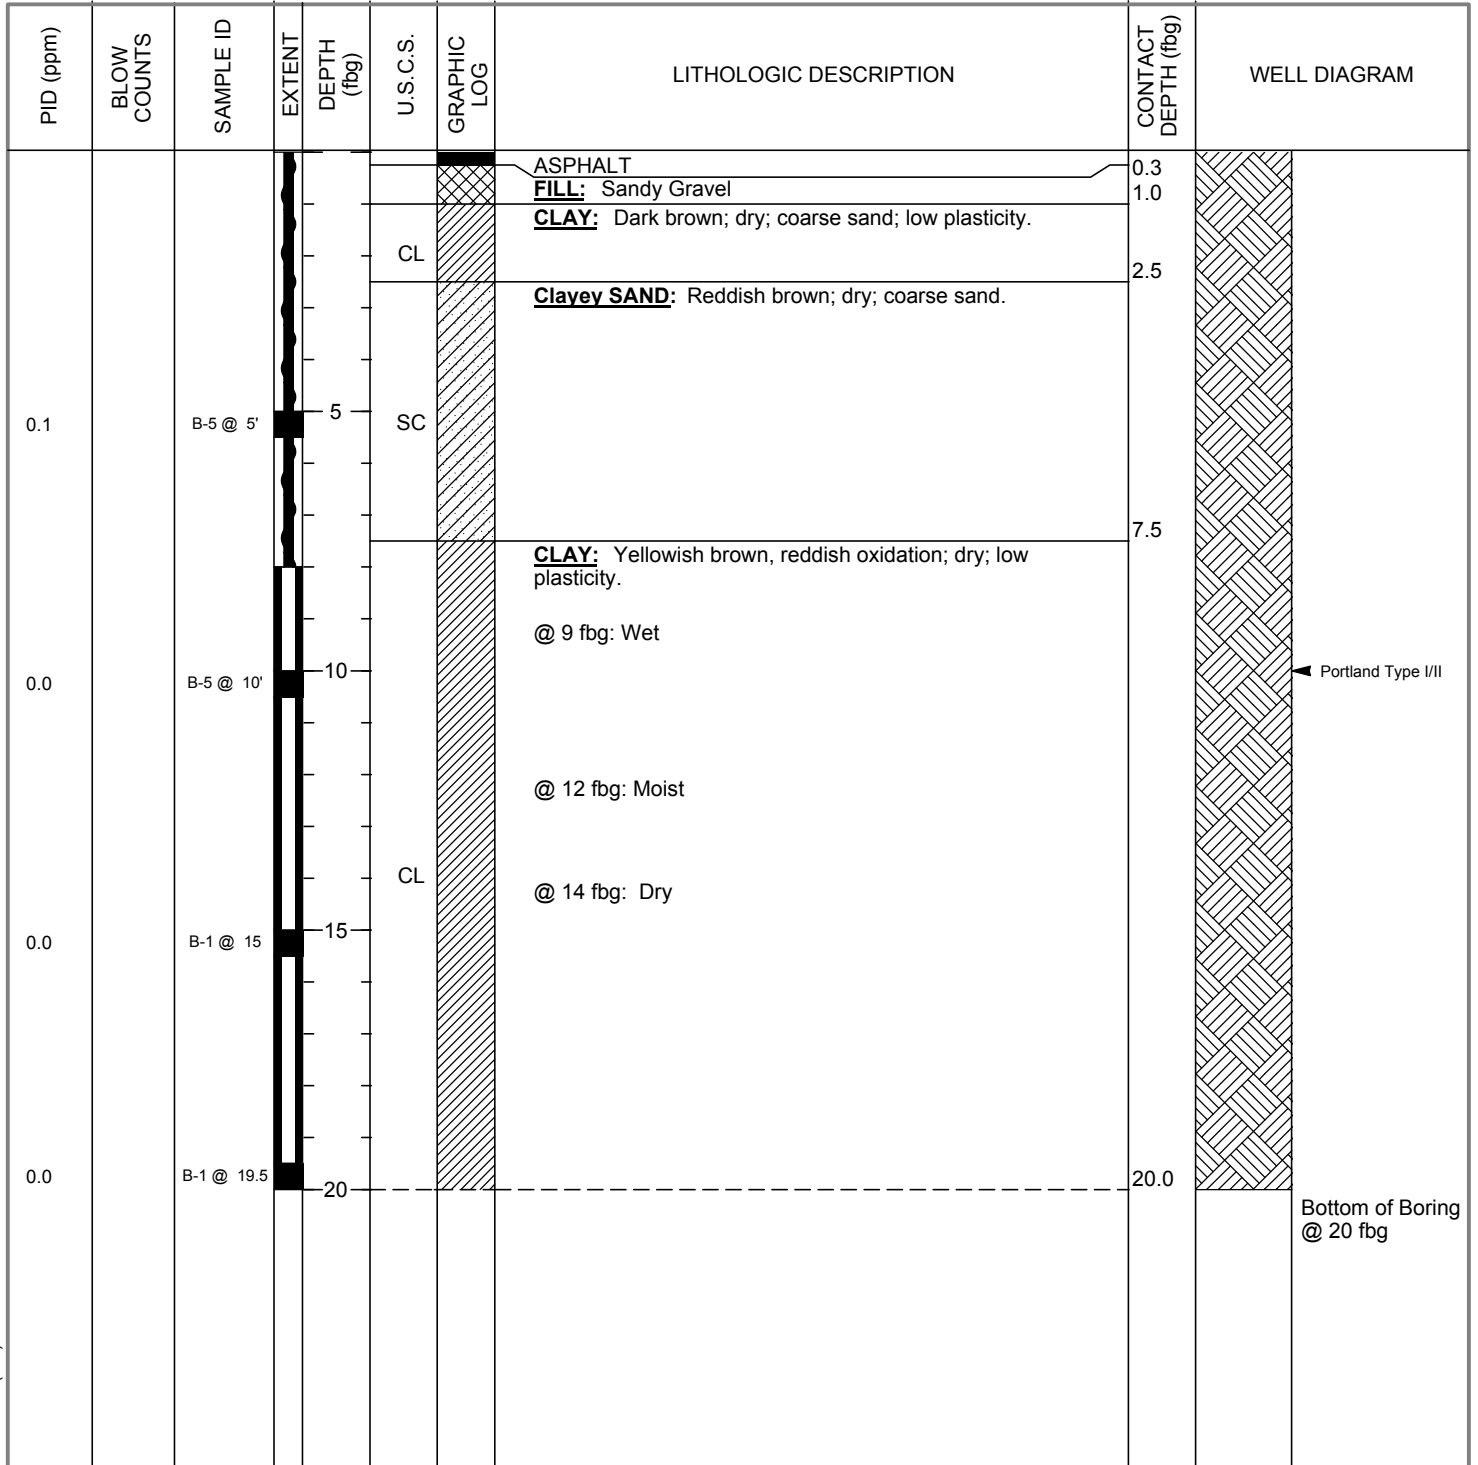 PID (ppm)
BLOW
COUNTS
SAMPLE ID
EXTENT
DEPTH
(fbg)
U.S.C.S.
GRAPHIC
LOG
LITHOLOGIC DESCRIPTION
CONTACT
DEPTH (fbg)
WELL DIAGRAM
ASPHALT
0.3
FILL: Sandy Gravel
1.0
CLAY: Dark brown; dry; coarse sand; low plasticity.
CL
2.5
Clayey SAND: Reddish brown; dry; coarse sand.
0.1
B-5 @ 5'
5
SC
7.5
CLAY: Yellowish brown, reddish oxidation; dry; low
plasticity.
@ 9 fbg: Wet
0.0
B-5 @ 10'
10
Portland Type I/II
@ 12 fbg: Moist
CL
@ 14 fbg: Dry
0.0
B-1 @ 15
15
0.0
B-1 @ 19.5
20
20.0
Bottom of Boring
@ 20 fbg